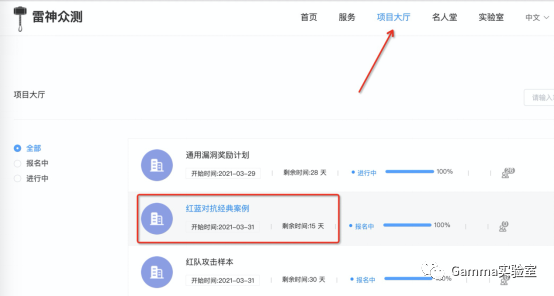 雷神众测
首页 服务 项目大厅 名人堂 实验室 中文
项目大厅
请输入
全部
报名中
进行中
通用漏洞奖励计划
开始时间:2021-03-29 剩余时间:28 天 进行中 100%
红蓝对抗经典案例
开始时间:2021-03-31 剩余时间:15 天 报名中 100%
红队攻击样本
开始时间:2021-03-31 剩余时间:30 天 报名中 100%
Gamma实验室